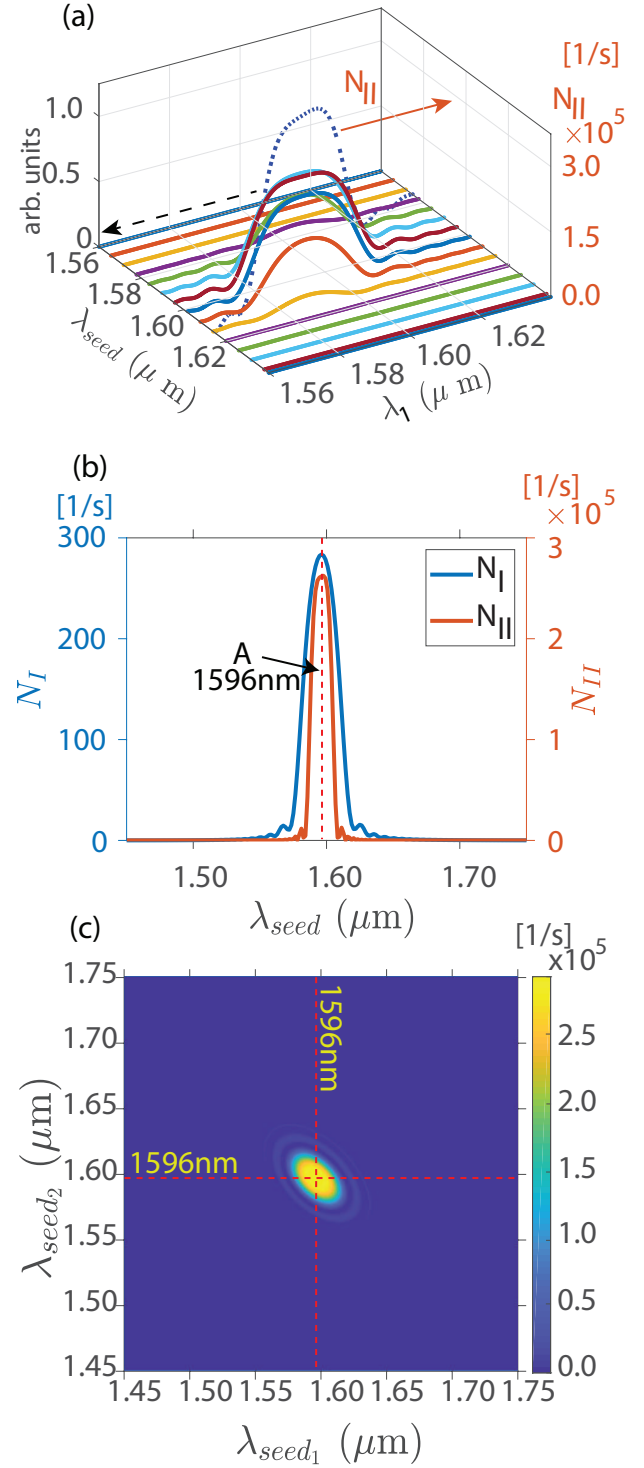 (a)
[1/s]
N_II
N_II
×10^5
arb. units
1.0
0.5
0
3.0
1.5
0.0
1.56
1.58
1.60
1.62
λ_seed (μ m)
1.56
1.58
1.60
1.62
λ_1 (μ m)
(b)
[1/s]
[1/s]
×10^5
300
200
100
0
N_I
3
2
1
0
N_II
N_I
N_II
A
1596nm
1.50
1.60
1.70
λ_seed (μm)
(c)
[1/s]
x10^5
1.75
1.70
1.65
1.60
1.55
1.50
1.45
λ_seed_2 (μm)
1596nm
1596nm
2.5
2.0
1.5
1.0
0.5
0.0
1.45
1.50
1.55
1.60
1.65
1.70
1.75
λ_seed_1 (μm)